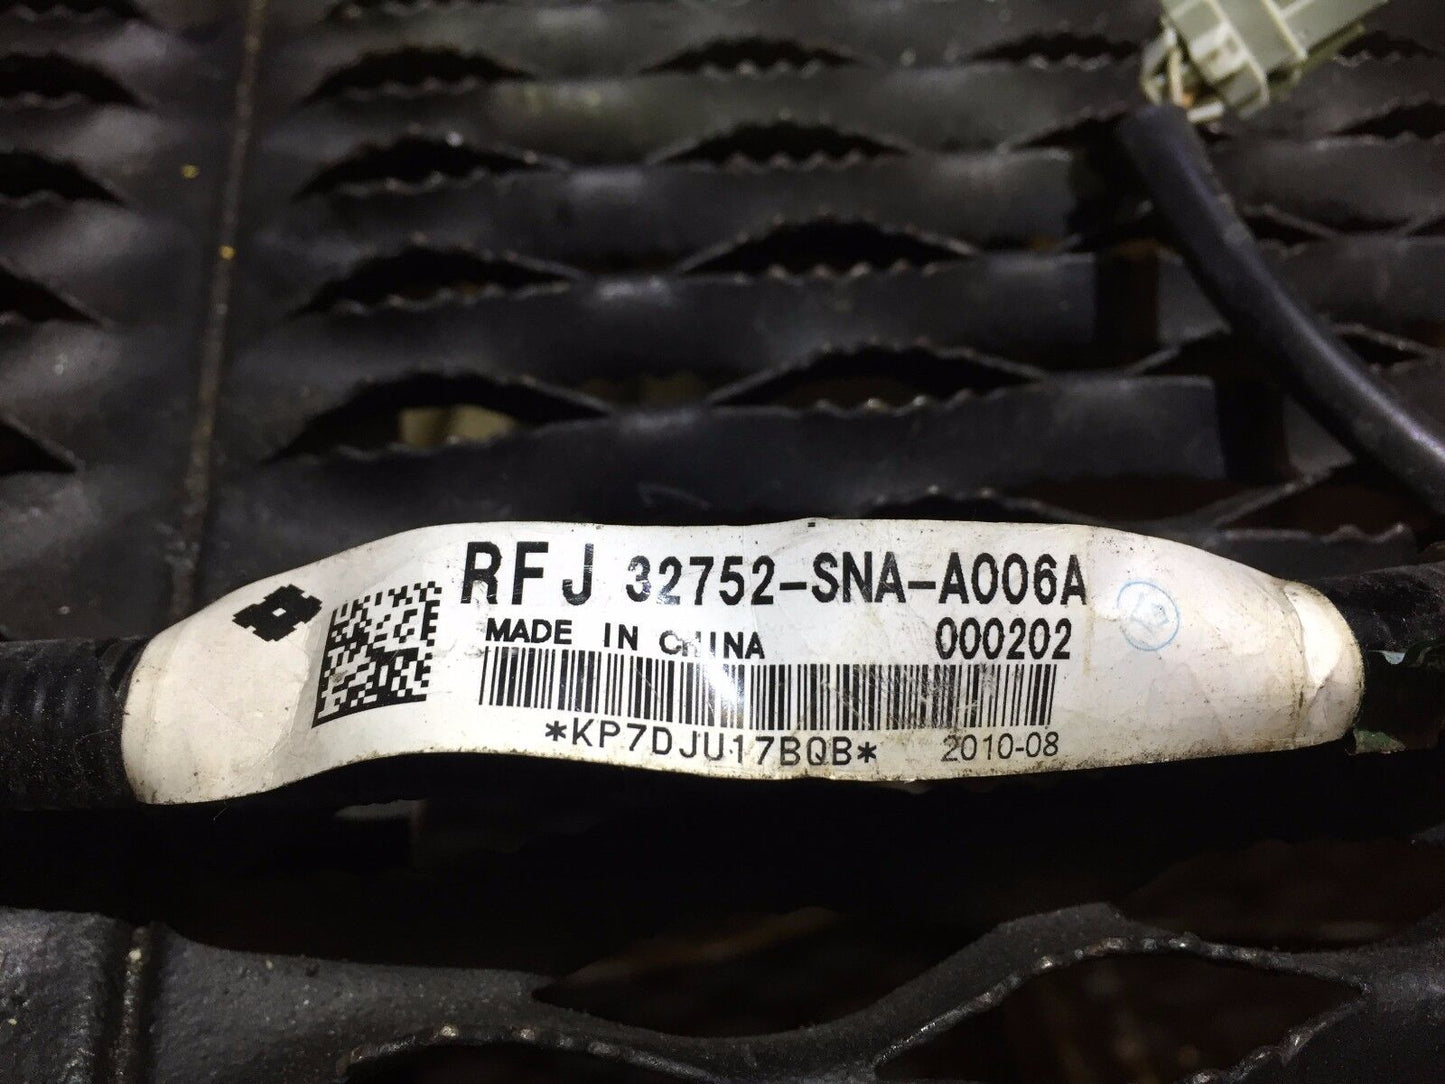 RFJ 32752-SNA-A006A
MADE IN CHINA 000202
*KP7DJU17BQB* 2010-08